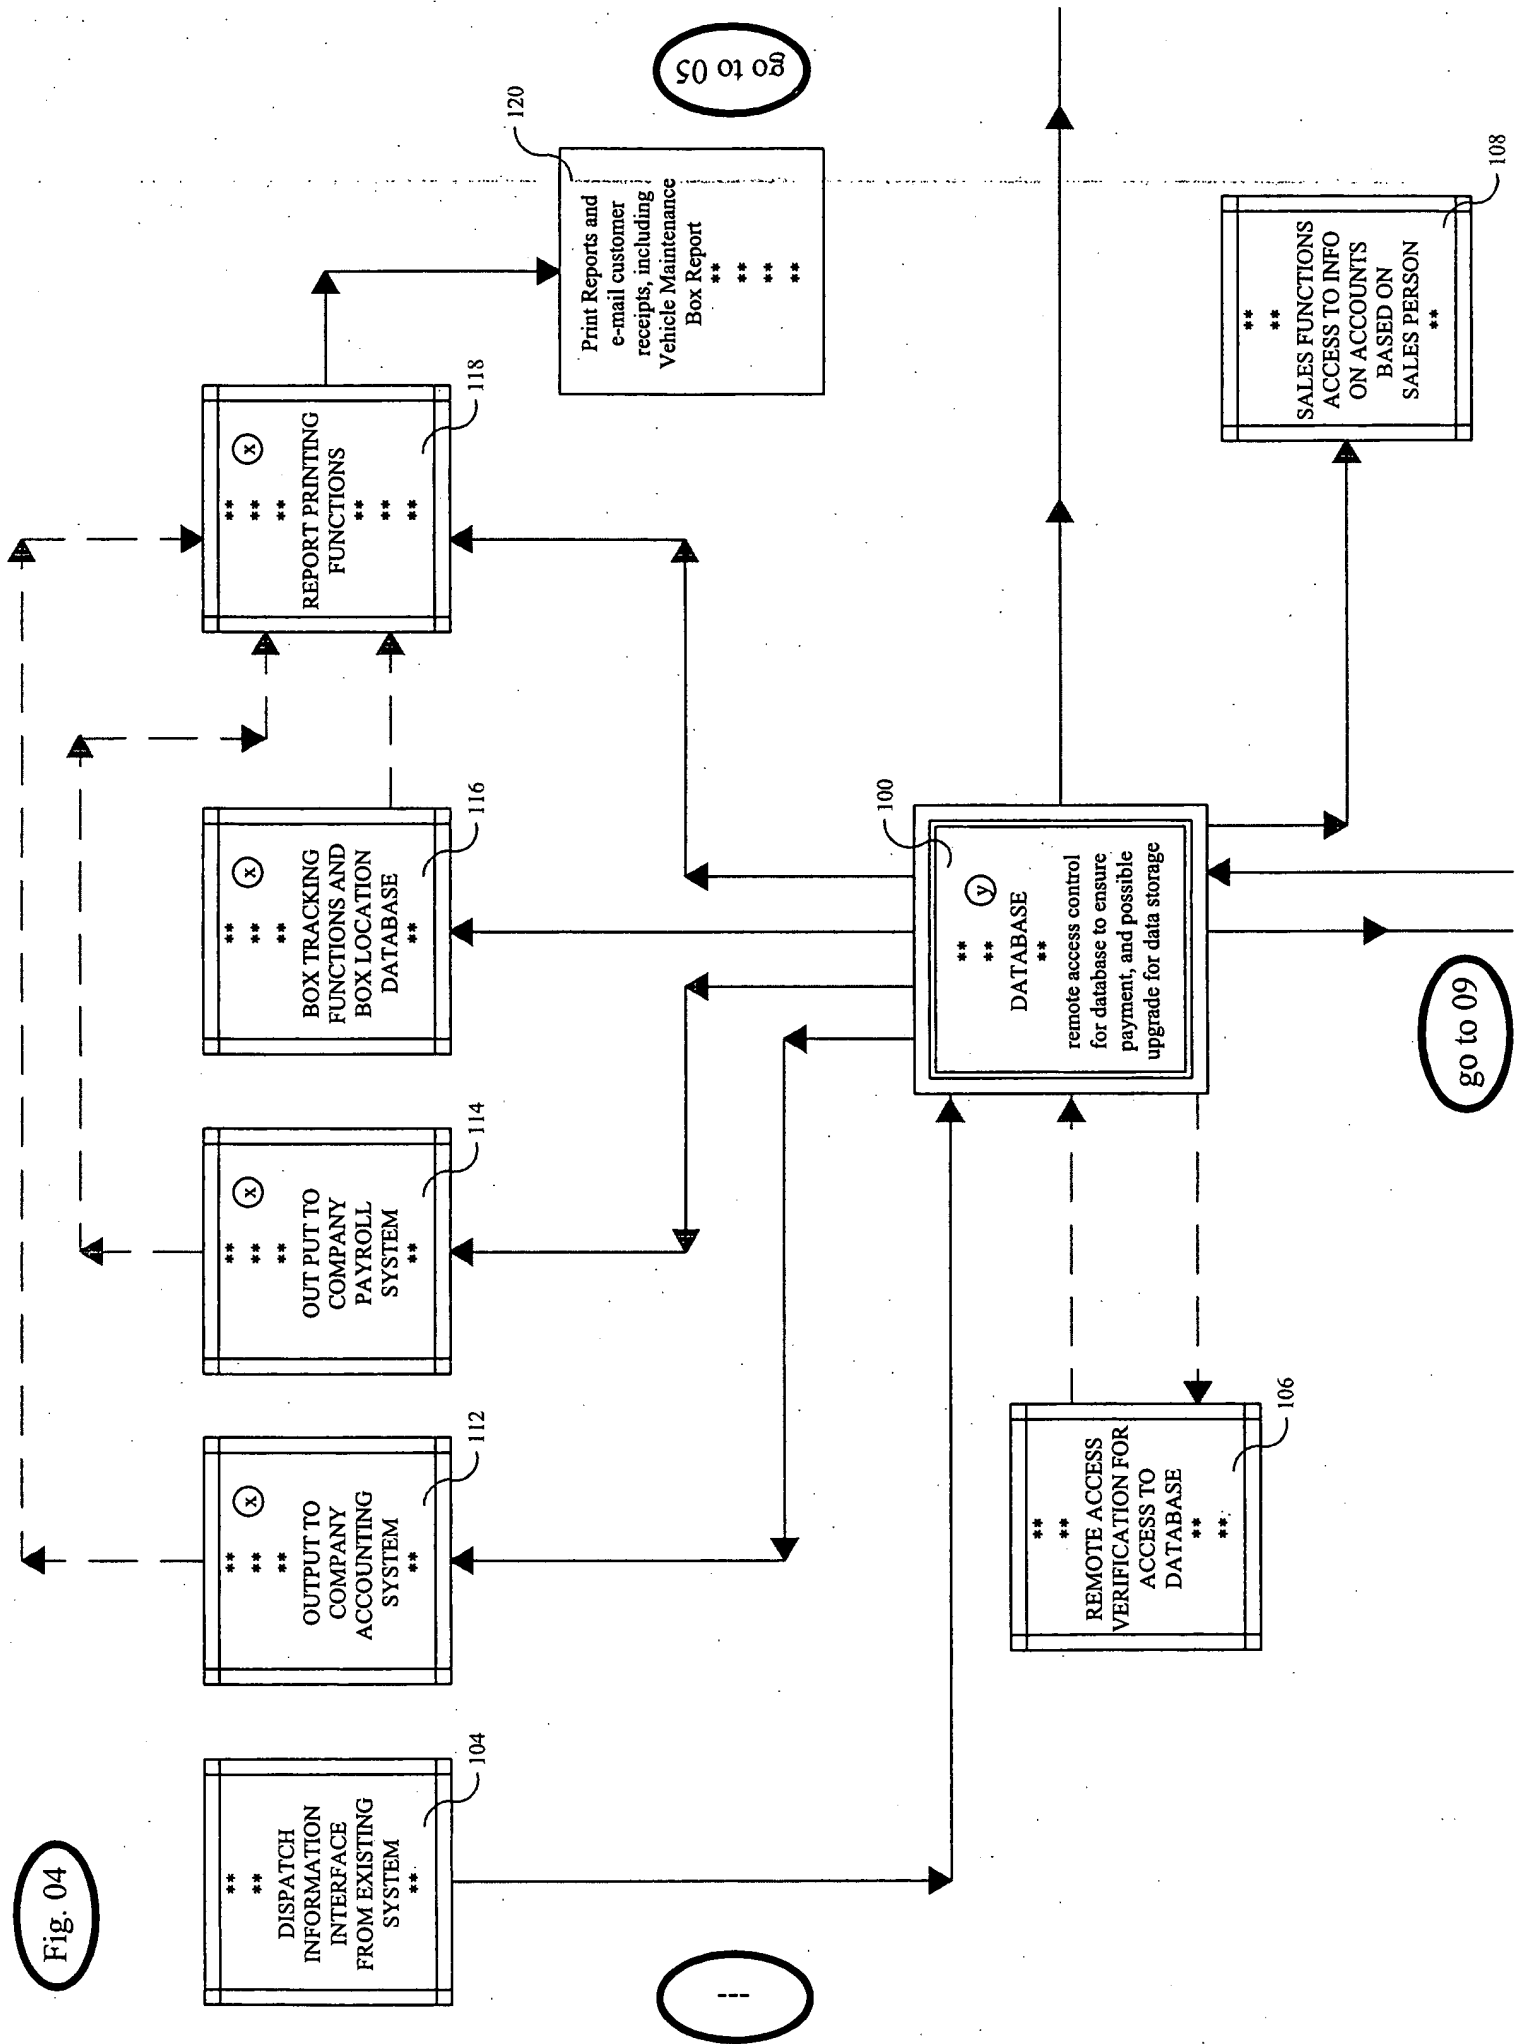 Fig. 04
**
**
DISPATCH
INFORMATION
INTERFACE
FROM EXISTING
SYSTEM
**
104
**
**
**
x
OUTPUT TO
COMPANY
ACCOUNTING
SYSTEM
**
112
**
**
**
x
OUT PUT TO
COMPANY
PAYROLL
SYSTEM
**
114
**
**
**
x
BOX TRACKING
FUNCTIONS AND
BOX LOCATION
DATABASE
**
116
**
**
**
x
REPORT PRINTING
FUNCTIONS
**
**
**
118
Print Reports and
e-mail customer
receipts, including
Vehicle Maintenance
Box Report
**
**
**
**
120
---
go to 05
**
**
y
DATABASE
**
remote access control
for database to ensure
payment, and possible
upgrade for data storage
100
**
**
REMOTE ACCESS
VERIFICATION FOR
ACCESS TO
DATABASE
**
**
106
**
**
SALES FUNCTIONS
ACCESS TO INFO
ON ACCOUNTS
BASED ON
SALES PERSON
**
108
go to 09